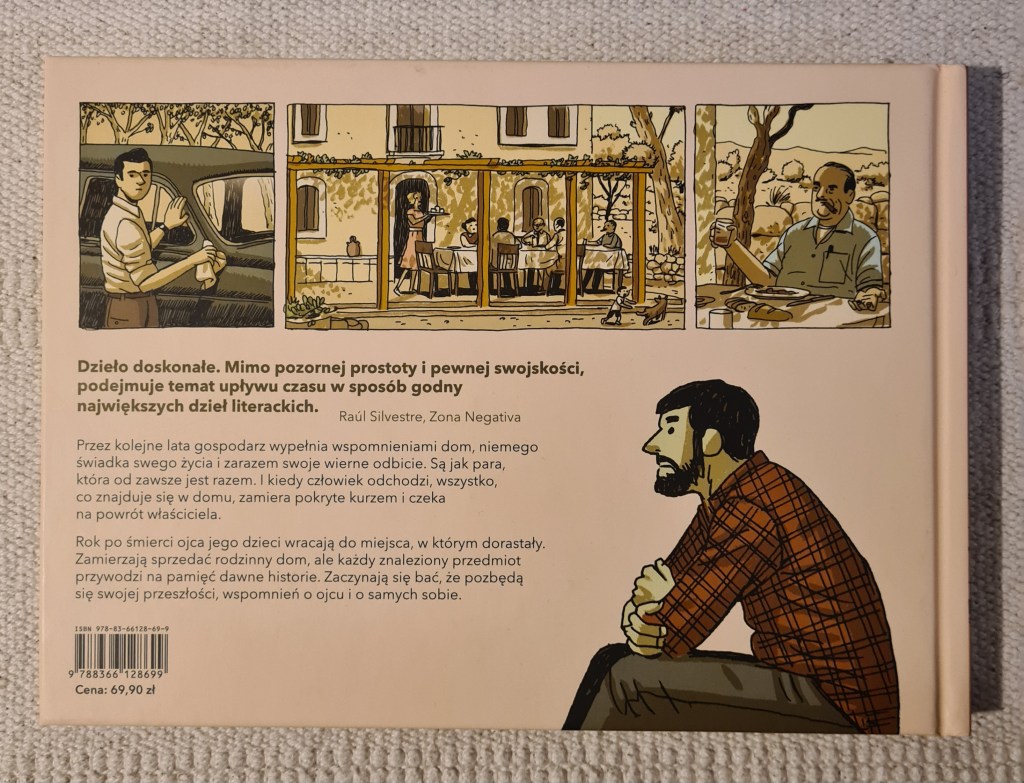 Dzieło doskonałe. Mimo pozornej prostoty i pewnej swojskości,
podejmuje temat upływu czasu w sposób godny
największych dzieł literackich.
Raúl Silvestre, Zona Negativa
Przez kolejne lata gospodarz wypełnia wspomnieniami dom, niemego
świadka swego życia i zarazem swoje wierne odbicie. Są jak para,
która od zawsze jest razem. I kiedy człowiek odchodzi, wszystko,
co znajduje się w domu, zamiera pokryte kurzem i czeka
na powrót właściciela.
Rok po śmierci ojca jego dzieci wracają do miejsca, w którym dorastały.
Zamierzają sprzedać rodzinny dom, ale każdy znaleziony przedmiot
przywodzi na pamięć dawne historie. Zaczynają się bać, że pozbędą
się swojej przeszłości, wspomnień o ojcu i o samych sobie.
ISBN 978-83-66128-69-9
9 788366 128699
Cena: 69,90 zł